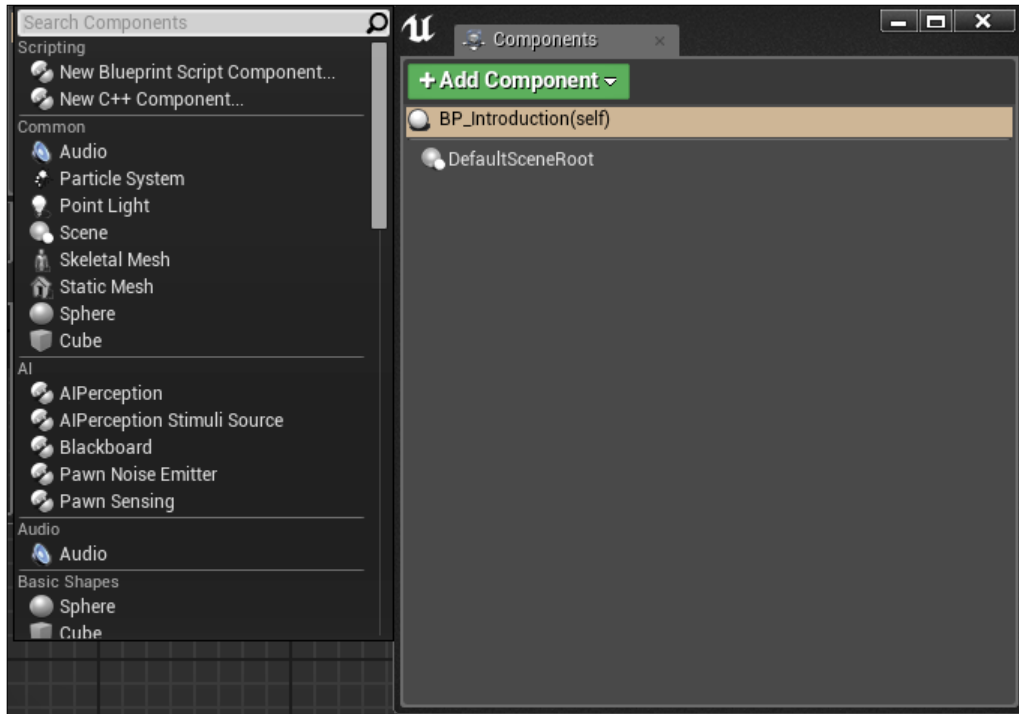 Search Components
Scripting
New Blueprint Script Component...
New C++ Component...
Common
Audio
Particle System
Point Light
Scene
Skeletal Mesh
Static Mesh
Sphere
Cube
AI
AIPerception
AIPerception Stimuli Source
Blackboard
Pawn Noise Emitter
Pawn Sensing
Audio
Audio
Basic Shapes
Sphere
Cube
Components
+Add Component
BP_Introduction(self)
DefaultSceneRoot